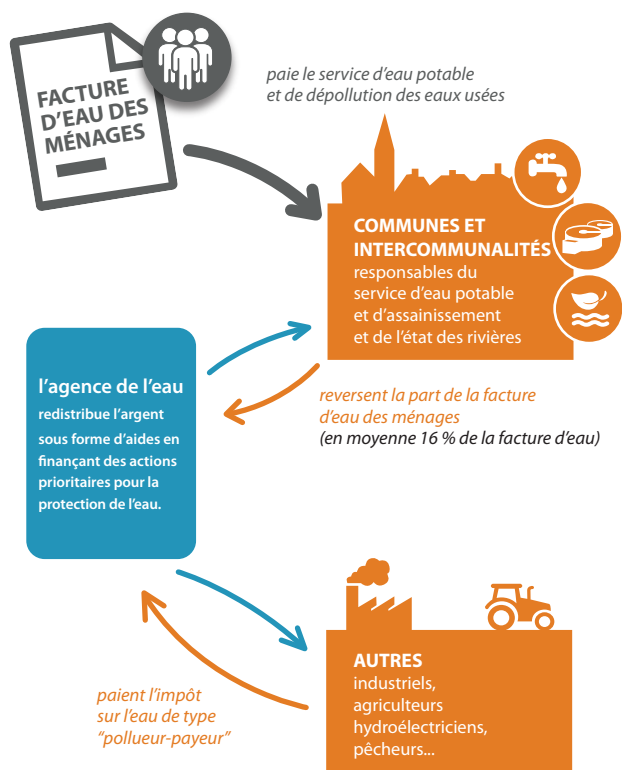 FACTURE
D'EAU DES
MÉNAGES
paie le service d'eau potable
et de dépollution des eaux usées
COMMUNES ET
INTERCOMMUNALITÉS
responsables du
service d'eau potable
et d'assainissement
et de l'état des rivières
l'agence de l'eau
redistribue l'argent
sous forme d'aides en
finançant des actions
prioritaires pour la
protection de l'eau.
reversent la part de la facture
d'eau des ménages
(en moyenne 16 % de la facture d'eau)
AUTRES
industriels,
agriculteurs
hydroélectriciens,
pêcheurs...
paient l'impôt
sur l'eau de type
“pollueur-payeur”